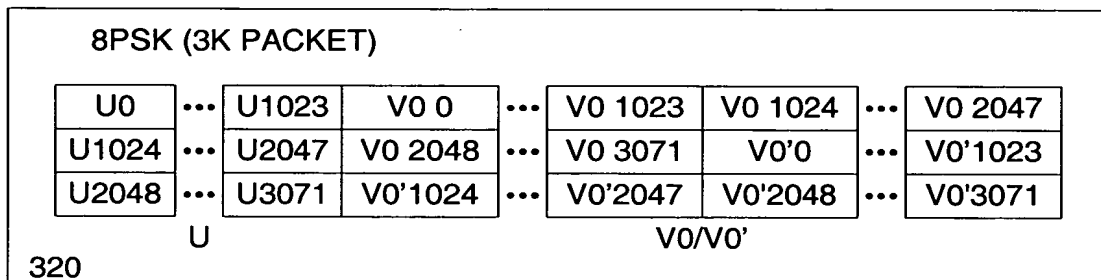 8PSK (3K PACKET)
U0 ••• U1023 V0 0 ••• V0 1023 V0 1024 ••• V0 2047
U1024 ••• U2047 V0 2048 ••• V0 3071 V0'0 ••• V0'1023
U2048 ••• U3071 V0'1024 ••• V0'2047 V0'2048 ••• V0'3071
U V0/V0'
320